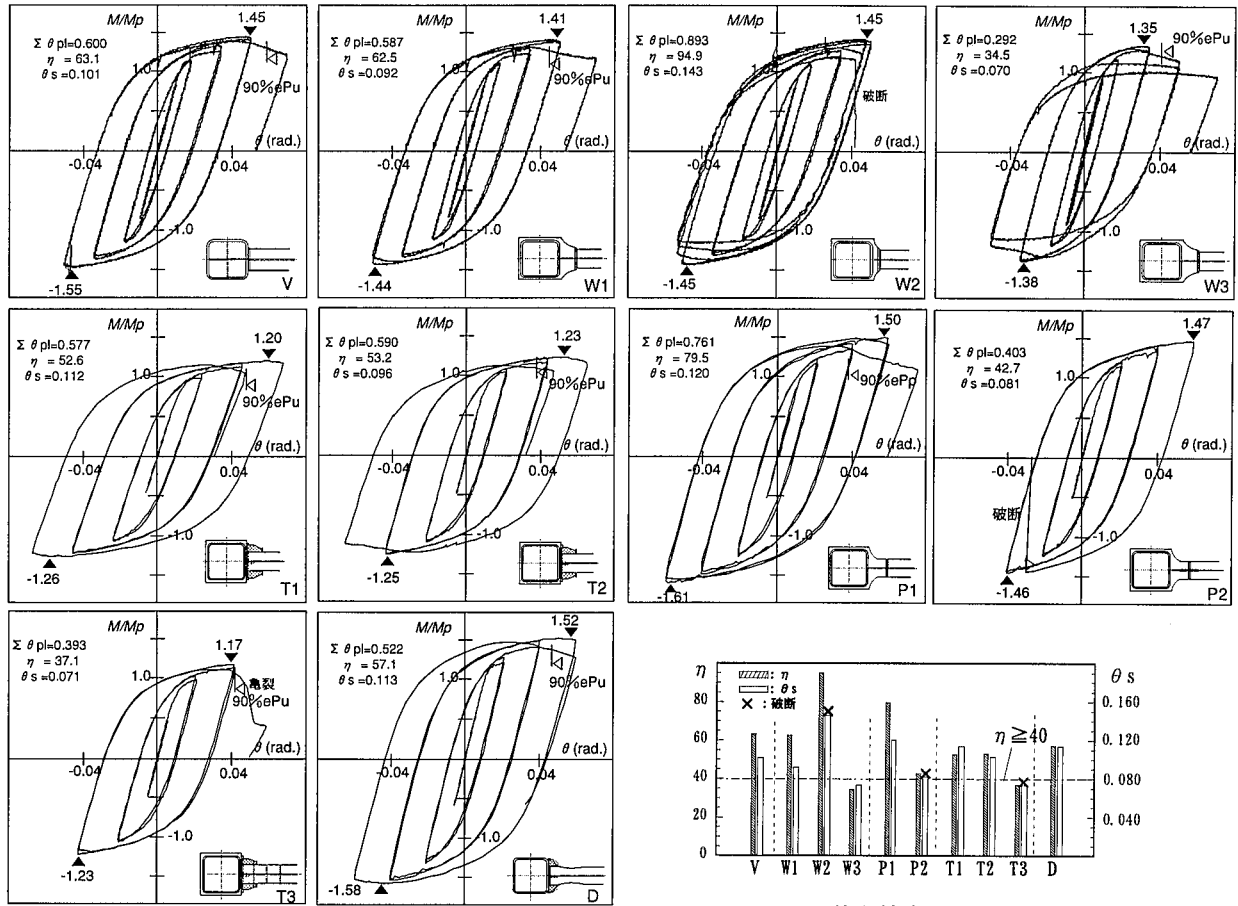 M/Mp
1.45
Σ θ pl=0.600
η = 63.1
θ s =0.101
1.0
90%ePu
θ (rad.)
-0.04
0.04
-1.0
-1.55
V
M/Mp
1.41
Σ θ pl=0.587
η = 62.5
θ s =0.092
1.0
90%ePu
θ (rad.)
-0.04
0.04
-1.0
-1.44
W1
M/Mp
1.45
Σ θ pl=0.893
η = 94.9
θ s =0.143
1.0
破断
θ (rad.)
-0.04
0.04
-1.0
-1.45
W2
M/Mp
1.35
Σ θ pl=0.292
η = 34.5
θ s =0.070
90%ePu
1.0
θ (rad.)
-0.04
0.04
-1.0
-1.38
W3
M/Mp
1.20
Σ θ pl=0.577
η = 52.6
θ s =0.112
1.0
90%ePu
θ (rad.)
-0.04
0.04
-1.0
-1.26
T1
M/Mp
1.23
Σ θ pl=0.590
η = 53.2
θ s =0.096
1.0
90%ePu
θ (rad.)
-0.04
0.04
-1.0
-1.25
T2
M/Mp
1.50
Σ θ pl=0.761
η = 79.5
θ s =0.120
1.0
90%ePp
θ (rad.)
-0.04
0.04
-1.0
-1.61
P1
M/Mp
1.47
Σ θ pl=0.403
η = 42.7
θ s =0.081
1.0
θ (rad.)
-0.04
0.04
破断
-1.0
-1.46
P2
M/Mp
1.17
Σ θ pl=0.393
η = 37.1
θ s =0.071
1.0
亀裂
90%ePu
θ (rad.)
-0.04
0.04
-1.0
-1.23
T3
M/Mp
1.52
Σ θ pl=0.522
η = 57.1
θ s =0.113
1.0
90%ePu
θ (rad.)
-0.04
0.04
-1.0
-1.58
D
η
: η
: θ s
× : 破断
θ s
η ≧40
80
60
40
20
0
0.160
0.120
0.080
0.040
V W1 W2 W3 P1 P2 T1 T2 T3 D